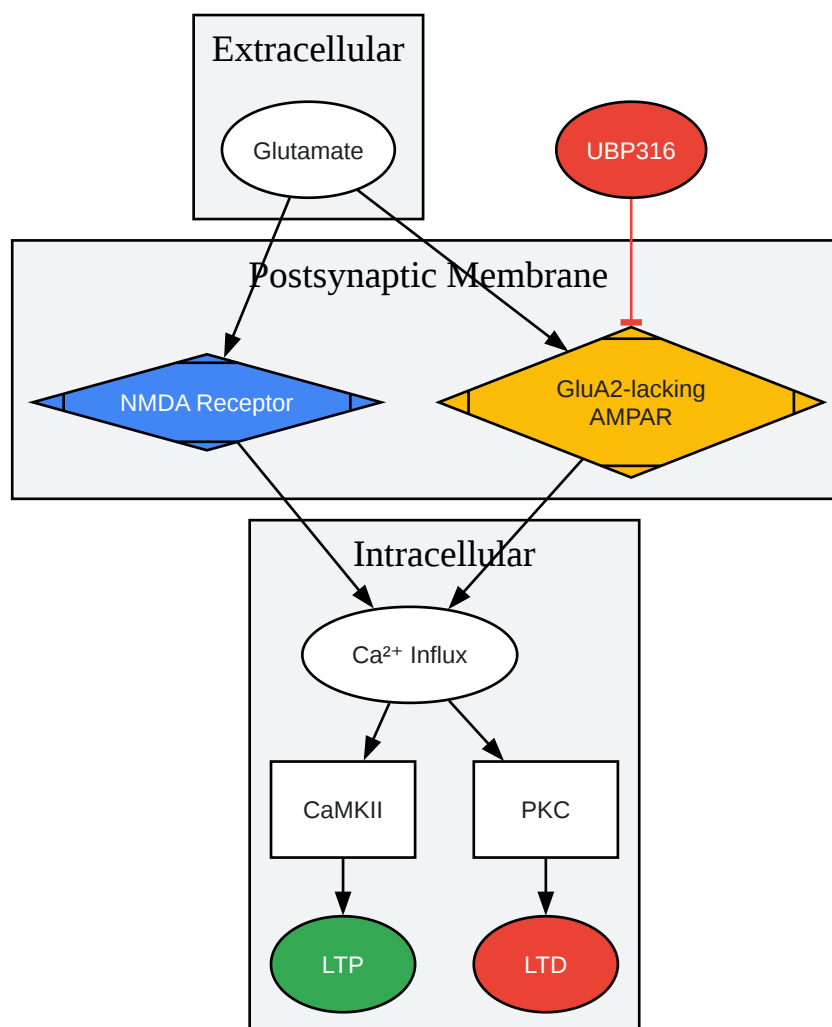 Extracellular
Glutamate
UBP316
Postsynaptic Membrane
NMDA Receptor
GluA2-lacking
AMPAR
Intracellular
Ca²⁺ Influx
CaMKII
PKC
LTP
LTD